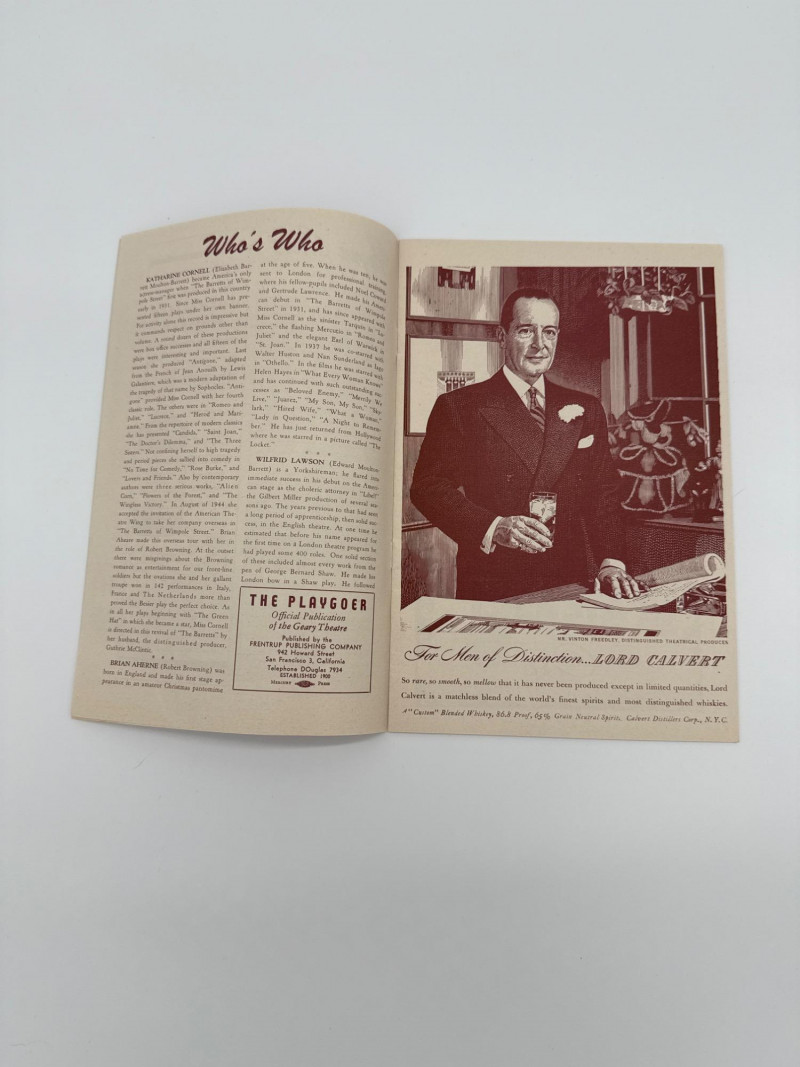 Who's Who
KATHARINE CORNELL (Elizabeth Bar-
rett Moulton-Barrett) became America's only
actress-manager when "The Barretts of Wim-
pole Street" first was produced in this country
early in 1931. Since Miss Cornell has pre-
sented fifteen plays under her own banner.
For activity alone this record is impressive but
it commands respect on grounds other than
volume. A round dozen of these productions
were box office successes and all fifteen of the
plays were interesting and important. Last
season she produced "Antigone," adapted
from the French of Jean Anouilh by Lewis
Galantiere, which was a modern adaptation of
the tragedy of that name by Sophocles. "Anti-
gone" provided Miss Cornell with her fourth
classic role. The others were in "Romeo and
Juliet," "Lucrece," and "Herod and Mari-
amna." From the repertoire of modern classics
she has presented "Candida," "Saint Joan,"
"The Doctor's Dilemma," and "The Three
Sisters." Not confining herself to high tragedy
and period pieces she sallied into comedy in
"No Time for Comedy," "Rose Burke," and
"Lovers and Friends." Also by contemporary
authors were three serious works, "Alien
Corn," "Flowers of the Forest," and "The
Wingless Victory." In August of 1944 she
accepted the invitation of the American The-
atre Wing to take her company overseas in
"The Barretts of Wimpole Street." Brian
Aherne made this overseas tour with her in
the role of Robert Browning. At the outset
there were misgivings about the Browning
romance as entertainment for our front-line
soldiers but the ovations she and her gallant
troupe won in 142 performances in Italy,
France and The Netherlands more than
proved the Besier play the perfect choice. As
in all her plays beginning with "The Green
Hat" in which she became a star, Miss Cornell
is directed in this revival of "The Barretts" by
her husband, the distinguished producer,
Guthrie McClintic.
* * *
BRIAN AHERNE (Robert Browning) was
born in England and made his first stage ap-
pearance in an amateur Christmas pantomime
at the age of five. When he was ten, he was
sent to London for professional training,
where his fellow-pupils included Noel Coward
and Gertrude Lawrence. He made his Ameri-
can debut in "The Barretts of Wimpole
Street" in 1931, and has since appeared with
Miss Cornell as the sinister Tarquin in "Lu-
crece," the flashing Mercutio in "Romeo and
Juliet" and the elegant Earl of Warwick in
"St. Joan." In 1937 he was co-starred with
Walter Huston and Nan Sunderland as Iago
in "Othello." In the films he was starred with
Helen Hayes in "What Every Woman Knows"
and has continued with such outstanding suc-
cesses as "Beloved Enemy," "Merrily We
Live," "Juarez," "My Son, My Son," "Sky-
lark," "Hired Wife," "What a Woman,"
"Lady in Question," "A Night to Remem-
ber." He has just returned from Hollywood
where he was starred in a picture called "The
Locket."
* * *
WILFRID LAWSON (Edward Moulton-
Barrett) is a Yorkshireman; he flared into
immediate success in his debut on the Ameri-
can stage as the choleric attorney in "Libel!"
the Gilbert Miller production of several sea-
sons ago. The years previous to that had seen
a long period of apprenticeship, then solid suc-
cess, in the English theatre. At one time he
estimated that before his name appeared for
the first time on a London theatre program he
had played some 400 roles. One solid section
of these included almost every work from the
pen of George Bernard Shaw. He made his
London bow in a Shaw play. He followed
THE PLAYGOER
Official Publication
of the Geary Theatre
Published by the
FRENTRUP PUBLISHING COMPANY
942 Howard Street
San Francisco 3, California
Telephone DOuglas 7934
ESTABLISHED 1900
MERCURY PRESS
MR. VINTON FREEDLEY, DISTINGUISHED THEATRICAL PRODUCER
For Men of Distinction...LORD CALVERT
So rare, so smooth, so mellow that it has never been produced except in limited quantities, Lord
Calvert is a matchless blend of the world's finest spirits and most distinguished whiskies.
A "Custom" Blended Whiskey, 86.8 Proof, 65% Grain Neutral Spirits. Calvert Distillers Corp., N.Y.C.